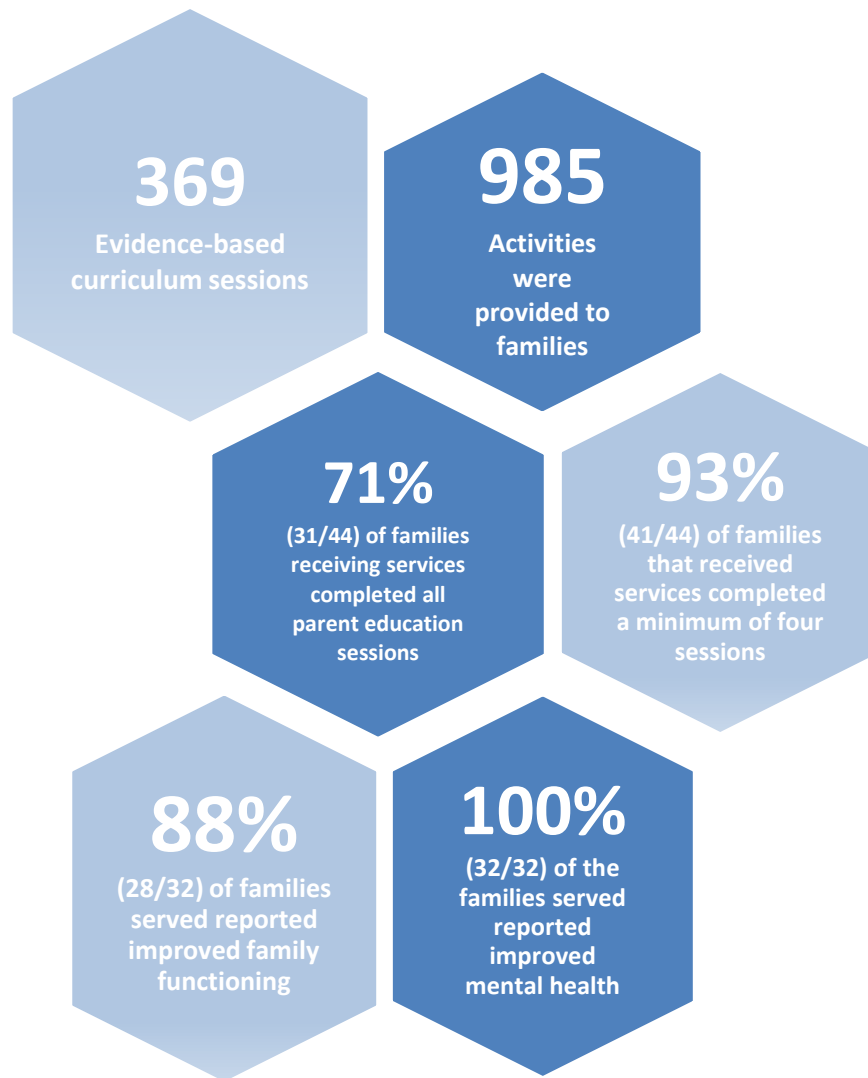 369
Evidence-based
curriculum sessions
985
Activities
were
provided to
families
71%
(31/44) of families
receiving services
completed all
parent education
sessions
93%
(41/44) of families
that received
services completed
a minimum of four
sessions
88%
(28/32) of families
served reported
improved family
functioning
100%
(32/32) of the
families served
reported
improved
mental health